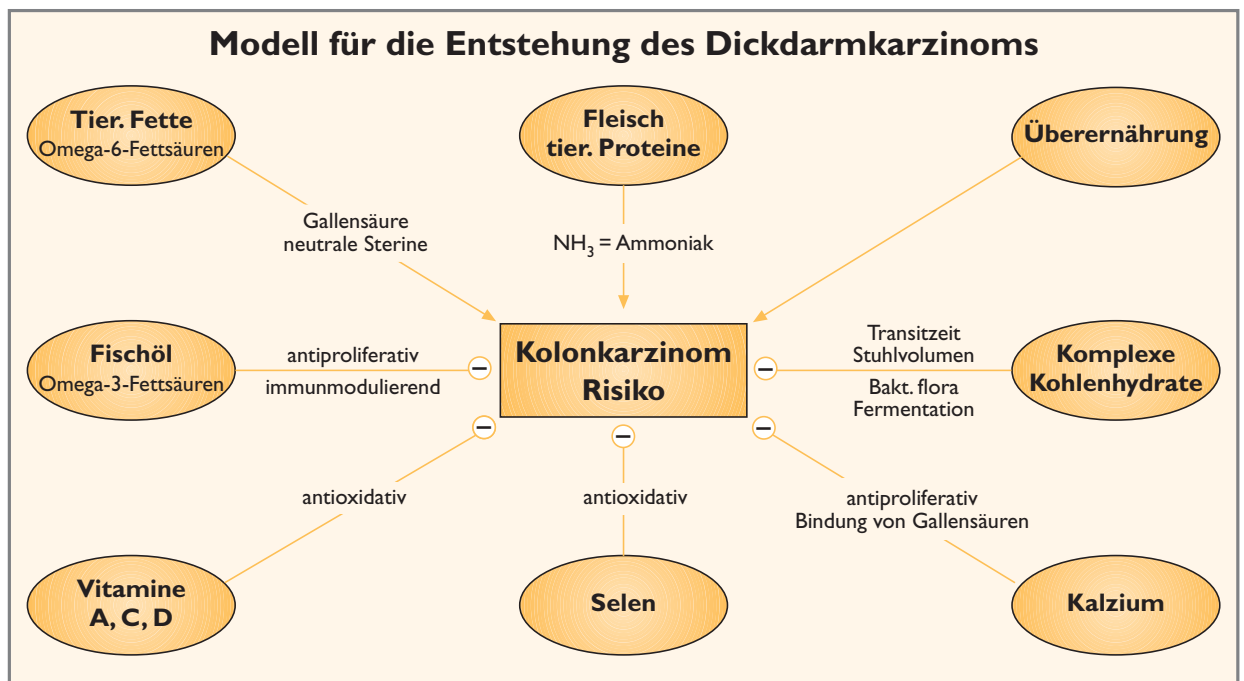 Modell für die Entstehung des Dickdarmkarzinoms
Tier. Fette
Omega-6-Fettsäuren
Fleisch
tier. Proteine
Überernährung
Gallensäure
neutrale Sterine
NH₃ = Ammoniak
Fischöl
Omega-3-Fettsäuren
antiproliferativ
immunmodulierend
–
Kolonkarzinom
Risiko
–
Transitzeit
Stuhlvolumen
Bakt. flora
Fermentation
Komplexe
Kohlenhydrate
–
–
–
antioxidativ
antioxidativ
antiproliferativ
Bindung von Gallensäuren
Vitamine
A, C, D
Selen
Kalzium